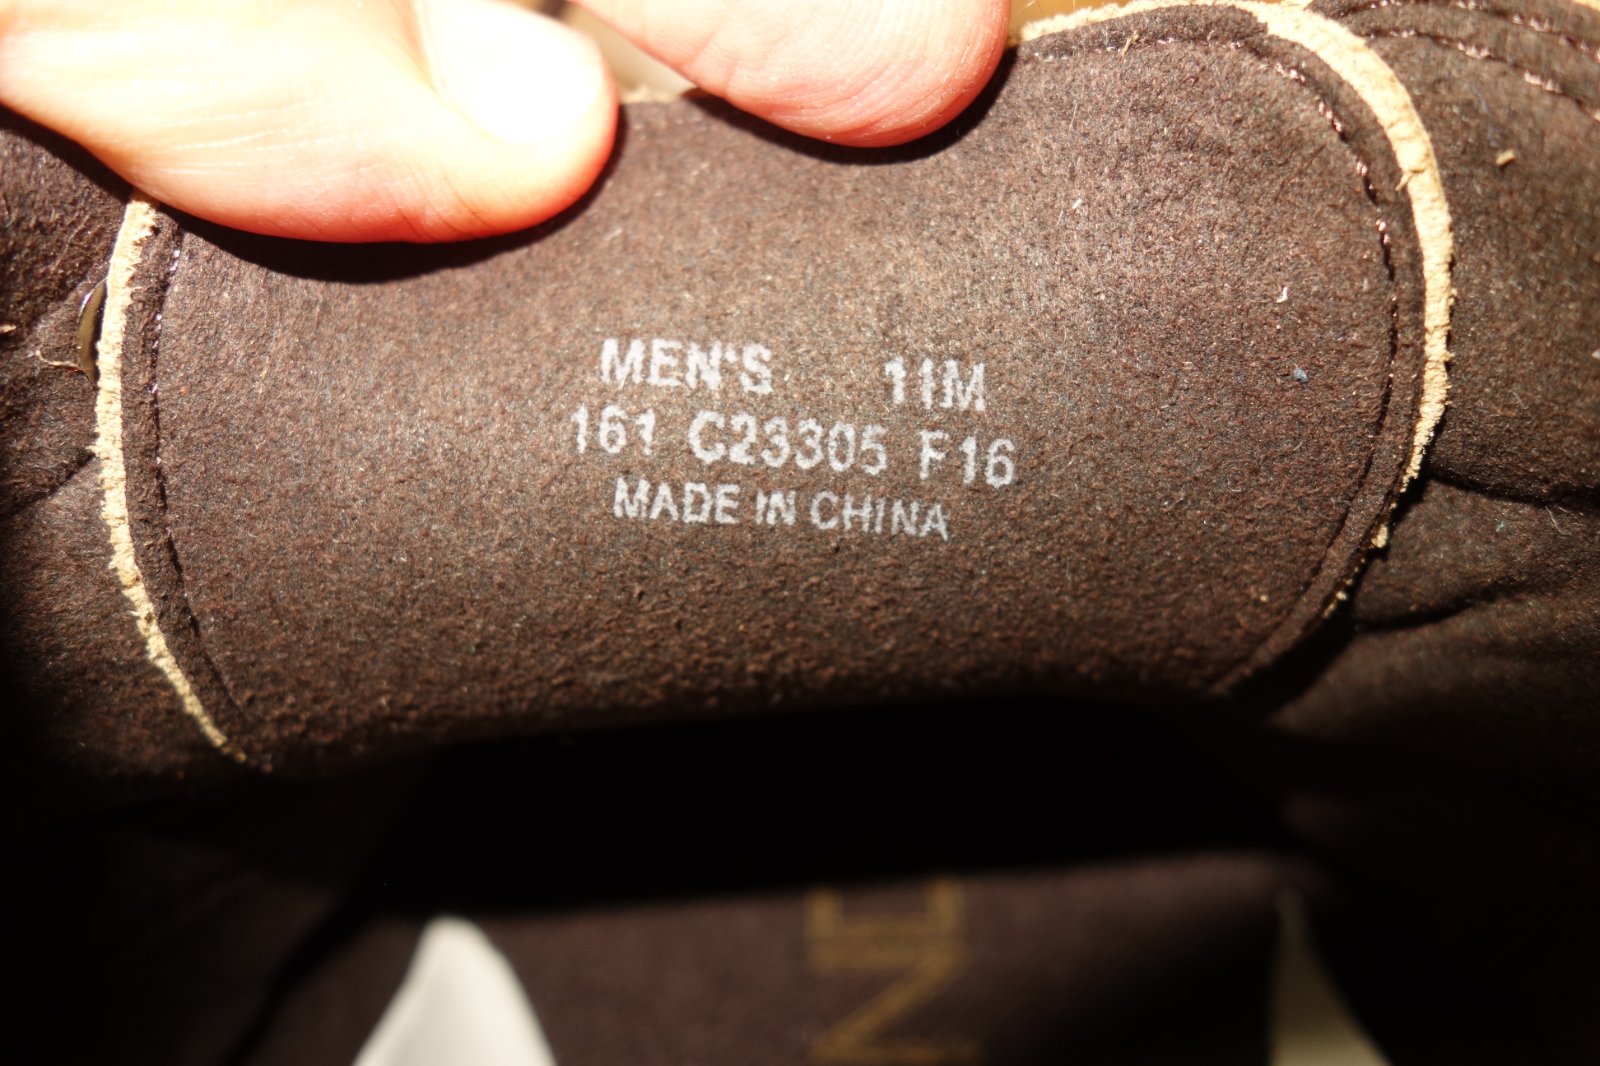 MEN'S 11M
161 C23305 F16
MADE IN CHINA